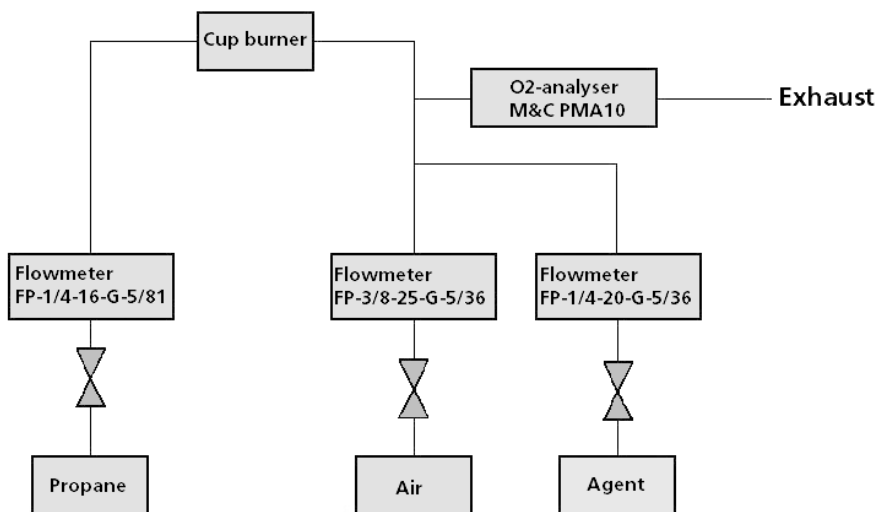 Cup burner
O2-analyser
M&C PMA10
Exhaust
Flowmeter
FP-1/4-16-G-5/81
Flowmeter
FP-3/8-25-G-5/36
Flowmeter
FP-1/4-20-G-5/36
Propane
Air
Agent